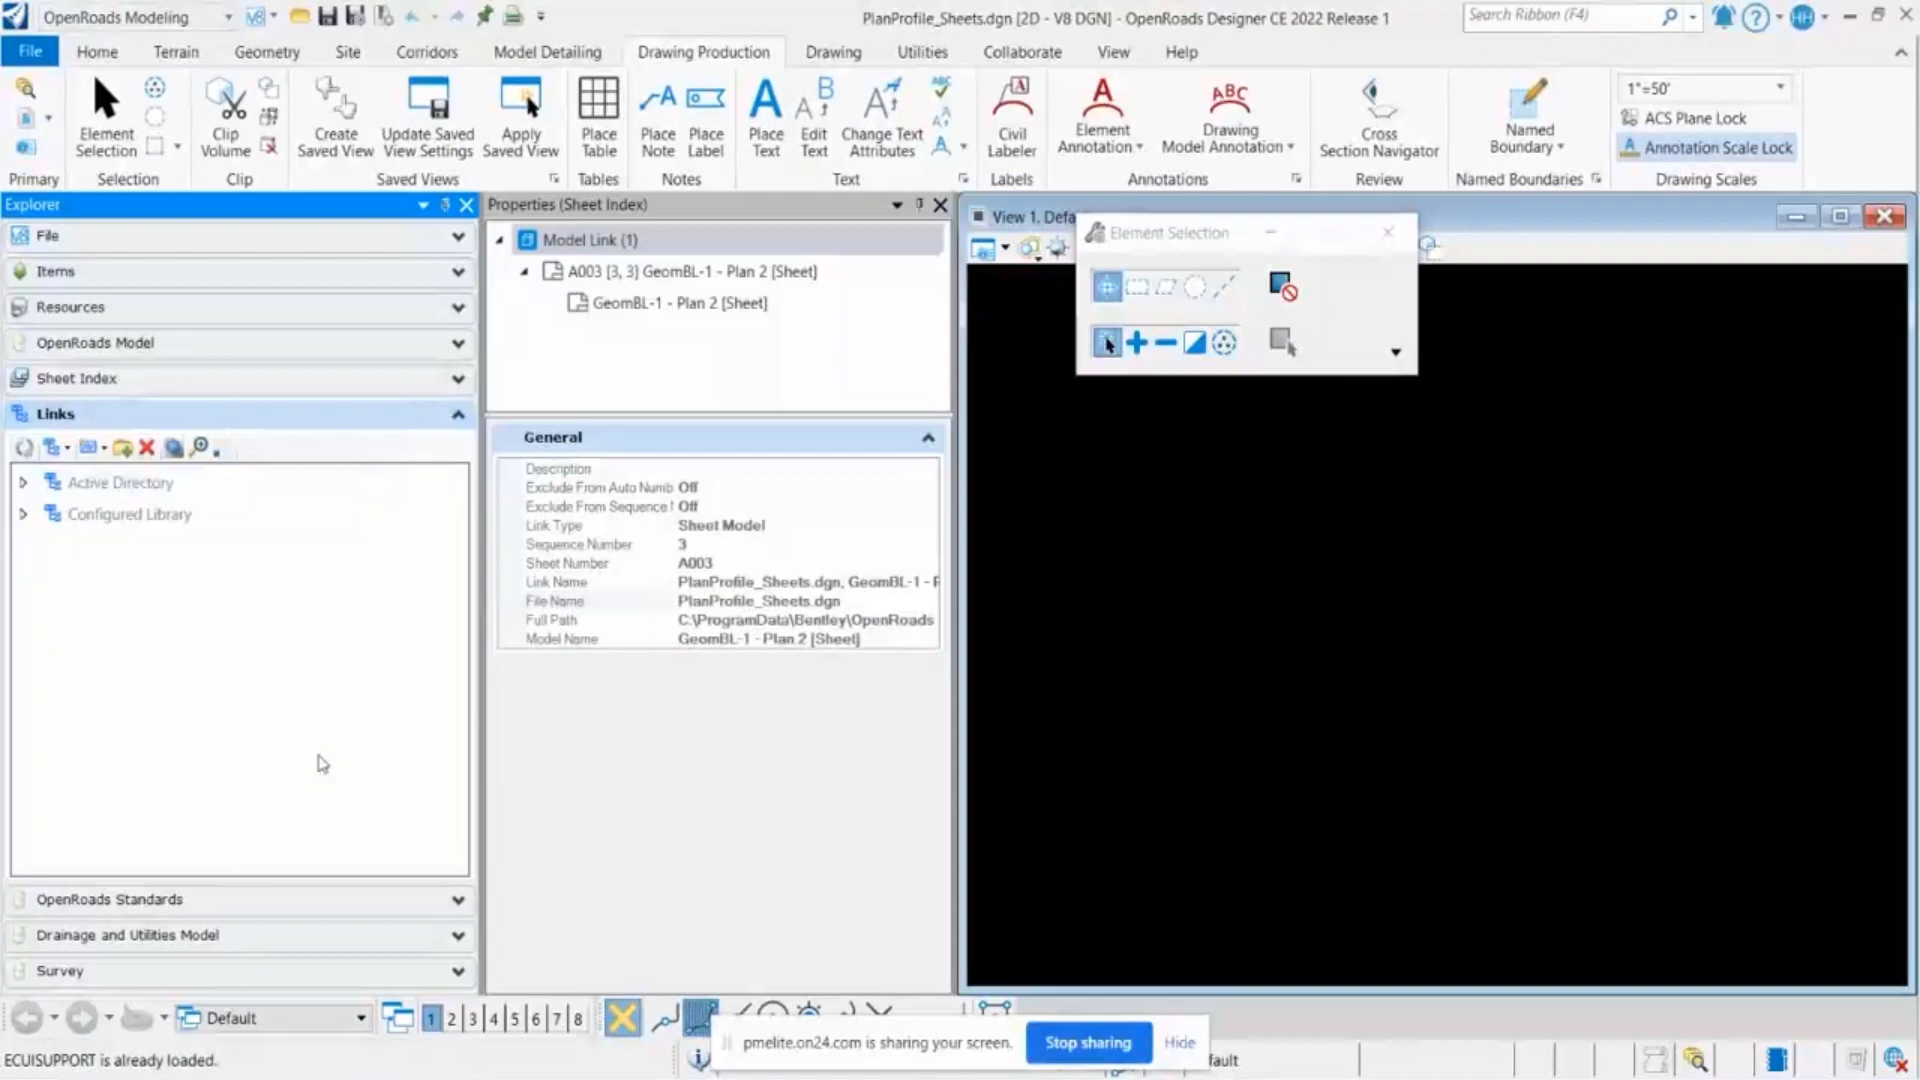 OpenRoads Modeling
V8
PlanProfile_Sheets.dgn [2D - V8 DGN] - OpenRoads Designer CE 2022 Release 1
Search Ribbon (F4)
HH
File Home Terrain Geometry Site Corridors Model Detailing Drawing Production Drawing Utilities Collaborate View Help
Element Selection
Clip Volume
Create Saved View
Update Saved View Settings
Apply Saved View
Place Table
Place Note
Place Label
Place Text
Edit Text
Change Text Attributes
Civil Labeler
Element Annotation
Drawing Model Annotation
Cross Section Navigator
Named Boundary
1"=50'
ACS Plane Lock
Annotation Scale Lock
Primary Selection Clip Saved Views Tables Notes Text Labels Annotations Review Named Boundaries Drawing Scales
Explorer
File
Items
Resources
OpenRoads Model
Sheet Index
Links
Active Directory
Configured Library
OpenRoads Standards
Drainage and Utilities Model
Survey
Properties (Sheet Index)
Model Link (1)
A003 [3, 3] GeomBL-1 - Plan 2 [Sheet]
GeomBL-1 - Plan 2 [Sheet]
General
Description
Exclude From Auto Numb Off
Exclude From Sequence Off
Link Type Sheet Model
Sequence Number 3
Sheet Number A003
Link Name PlanProfile_Sheets.dgn, GeomBL-1 - P
File Name PlanProfile_Sheets.dgn
Full Path C:\ProgramData\Bentley\OpenRoads
Model Name GeomBL-1 - Plan 2 [Sheet]
View 1, Defa
Element Selection
Default
1 2 3 4 5 6 7 8
pmelite.on24.com is sharing your screen.
Stop sharing
Hide
ECUISUPPORT is already loaded.
fault